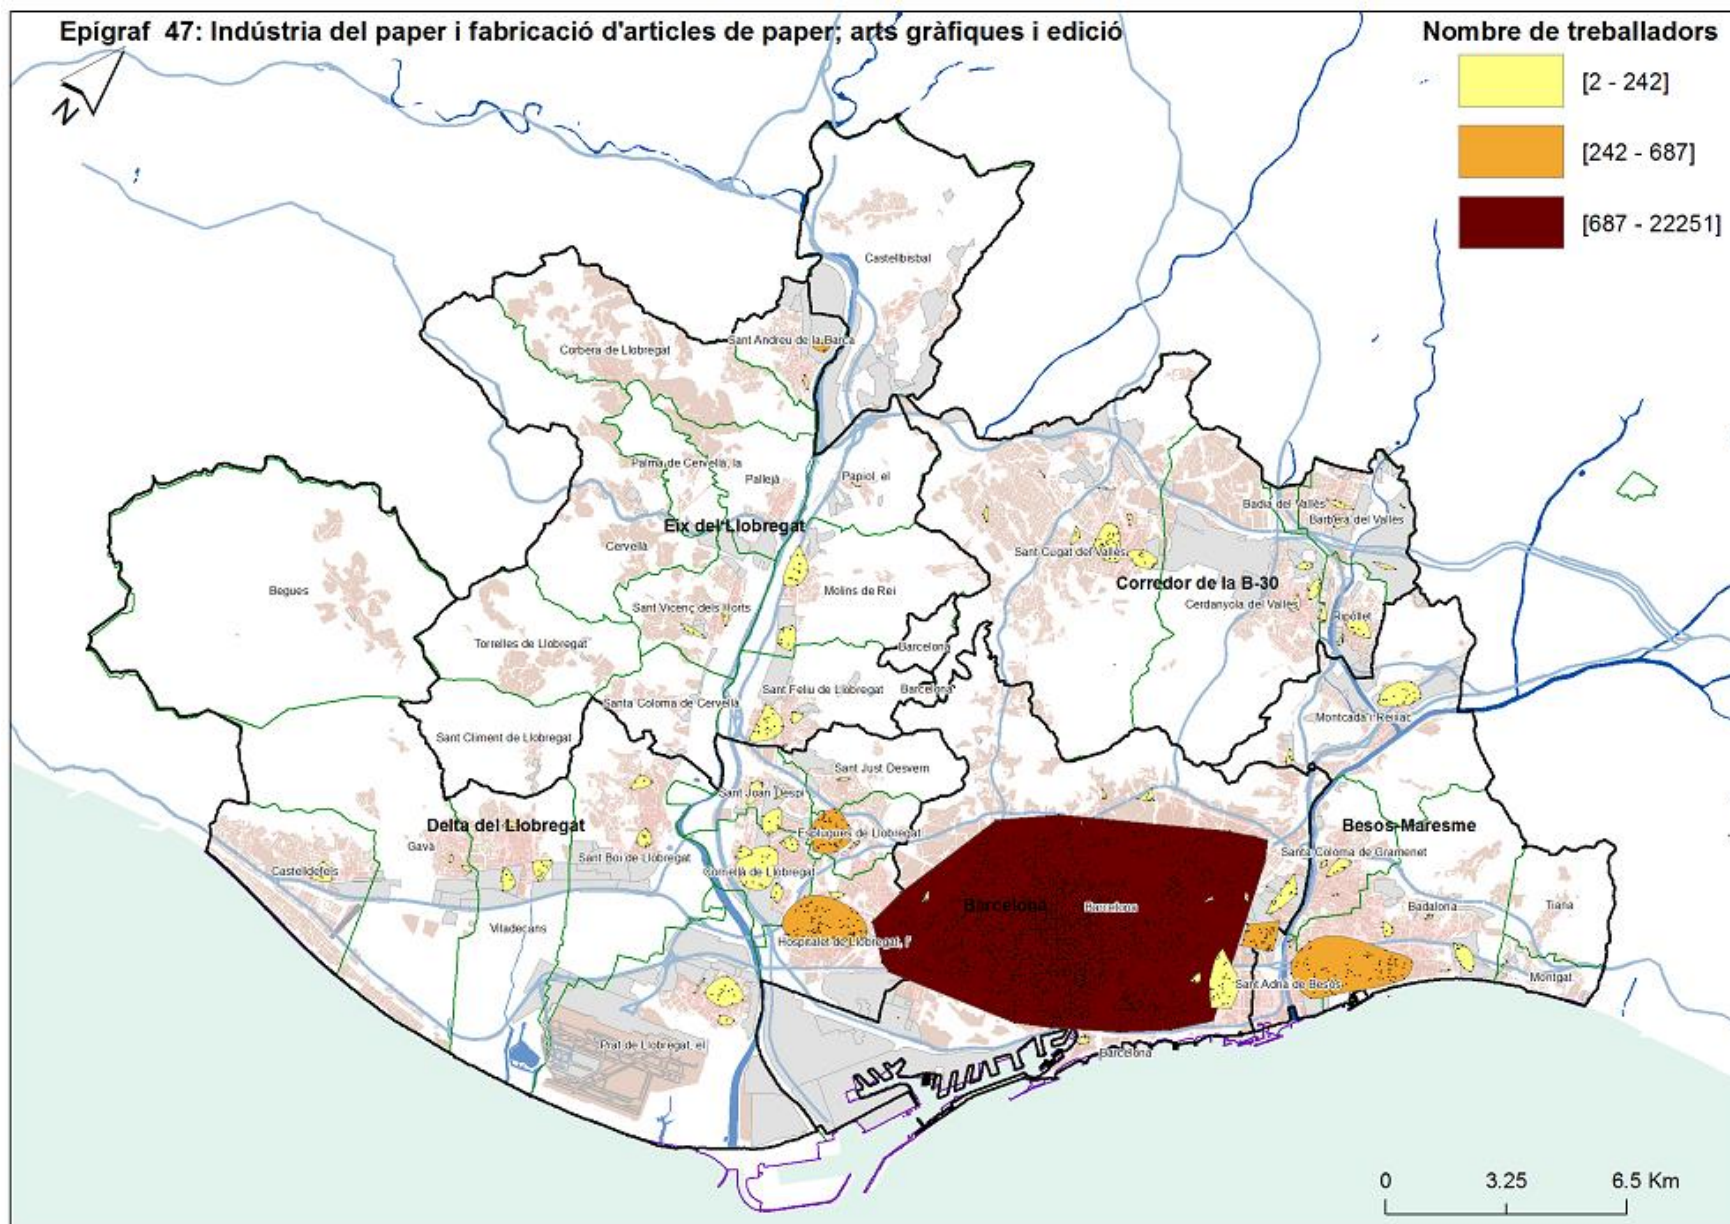 Epígraf 47: Indústria del paper i fabricació d'articles de paper; arts gràfiques i edició
Nombre de treballadors
[2 - 242]
[242 - 687]
[687 - 22251]
N
Castellbisbal
Sant Andreu de la Barca
Corbera de Llobregat
Palma de Cervelló, la
Pallejà
Papiol, el
Badia del Vallès
Barberà del Vallès
Eix del Llobregat
Cervelló
Sant Cugat del Vallès
Corredor de la B-30
Begues
Molins de Rei
Sant Vicenç dels Horts
Cerdanyola del Vallès
Ripollet
Torrelles de Llobregat
Barcelona
Sant Feliu de Llobregat
Barcelona
Santa Coloma de Cervelló
Montcada i Reixac
Sant Climent de Llobregat
Sant Just Desvern
Sant Joan Despí
Delta del Llobregat
Besòs-Maresme
Gavà
Esplugues de Llobregat
Sant Boi de Llobregat
Santa Coloma de Gramenet
Castelldefels
Cornellà de Llobregat
Barcelona
Barcelona
Badalona
Tiana
Viladecans
Hospitalet de Llobregat, l'
Montgat
Sant Adrià de Besòs
Prat de Llobregat, el
Barcelona
0 3.25 6.5 Km